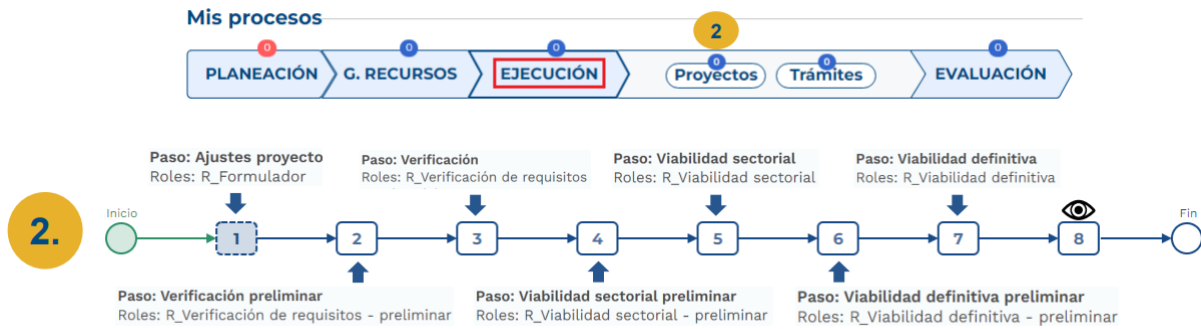 Mis procesos
2
0
0
0
0
0
0
PLANEACIÓN
G. RECURSOS
EJECUCIÓN
Proyectos
Trámites
EVALUACIÓN
Paso: Ajustes proyecto
Roles: R_Formulador
Paso: Verificación
Roles: R_Verificación de requisitos
Paso: Viabilidad sectorial
Roles: R_Viabilidad sectorial
Paso: Viabilidad definitiva
Roles: R_Viabilidad definitiva
2.
Inicio
1
2
3
4
5
6
7
8
Fin
Paso: Verificación preliminar
Roles: R_Verificación de requisitos - preliminar
Paso: Viabilidad sectorial preliminar
Roles: R_Viabilidad sectorial - preliminar
Paso: Viabilidad definitiva preliminar
Roles: R_Viabilidad definitiva - preliminar